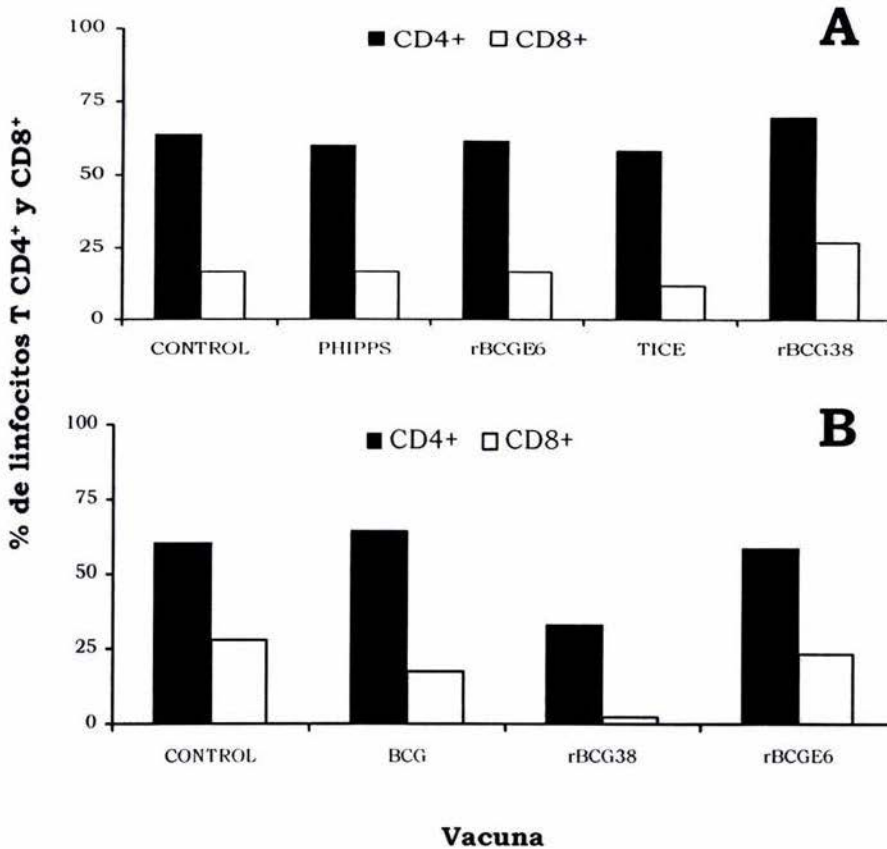 A
CD4+ CD8+
100
75
50
25
0
CONTROL PHIPPS rBCGE6 TICE rBCG38
% de linfocitos T CD4⁺ y CD8⁺
B
CD4+ CD8+
100
75
50
25
0
CONTROL BCG rBCG38 rBCGE6
Vacuna